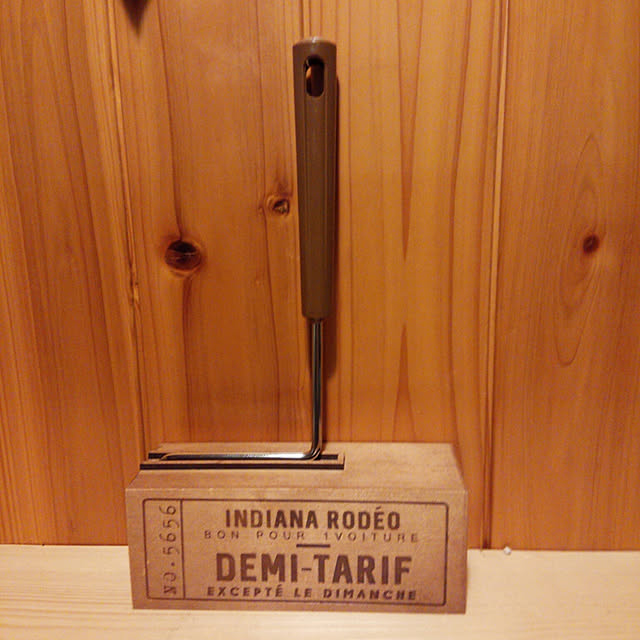 NO.5656
INDIANA RODÉO
BON POUR 1VOITURE
DEMI-TARIF
EXCEPTÉ LE DIMANCHE